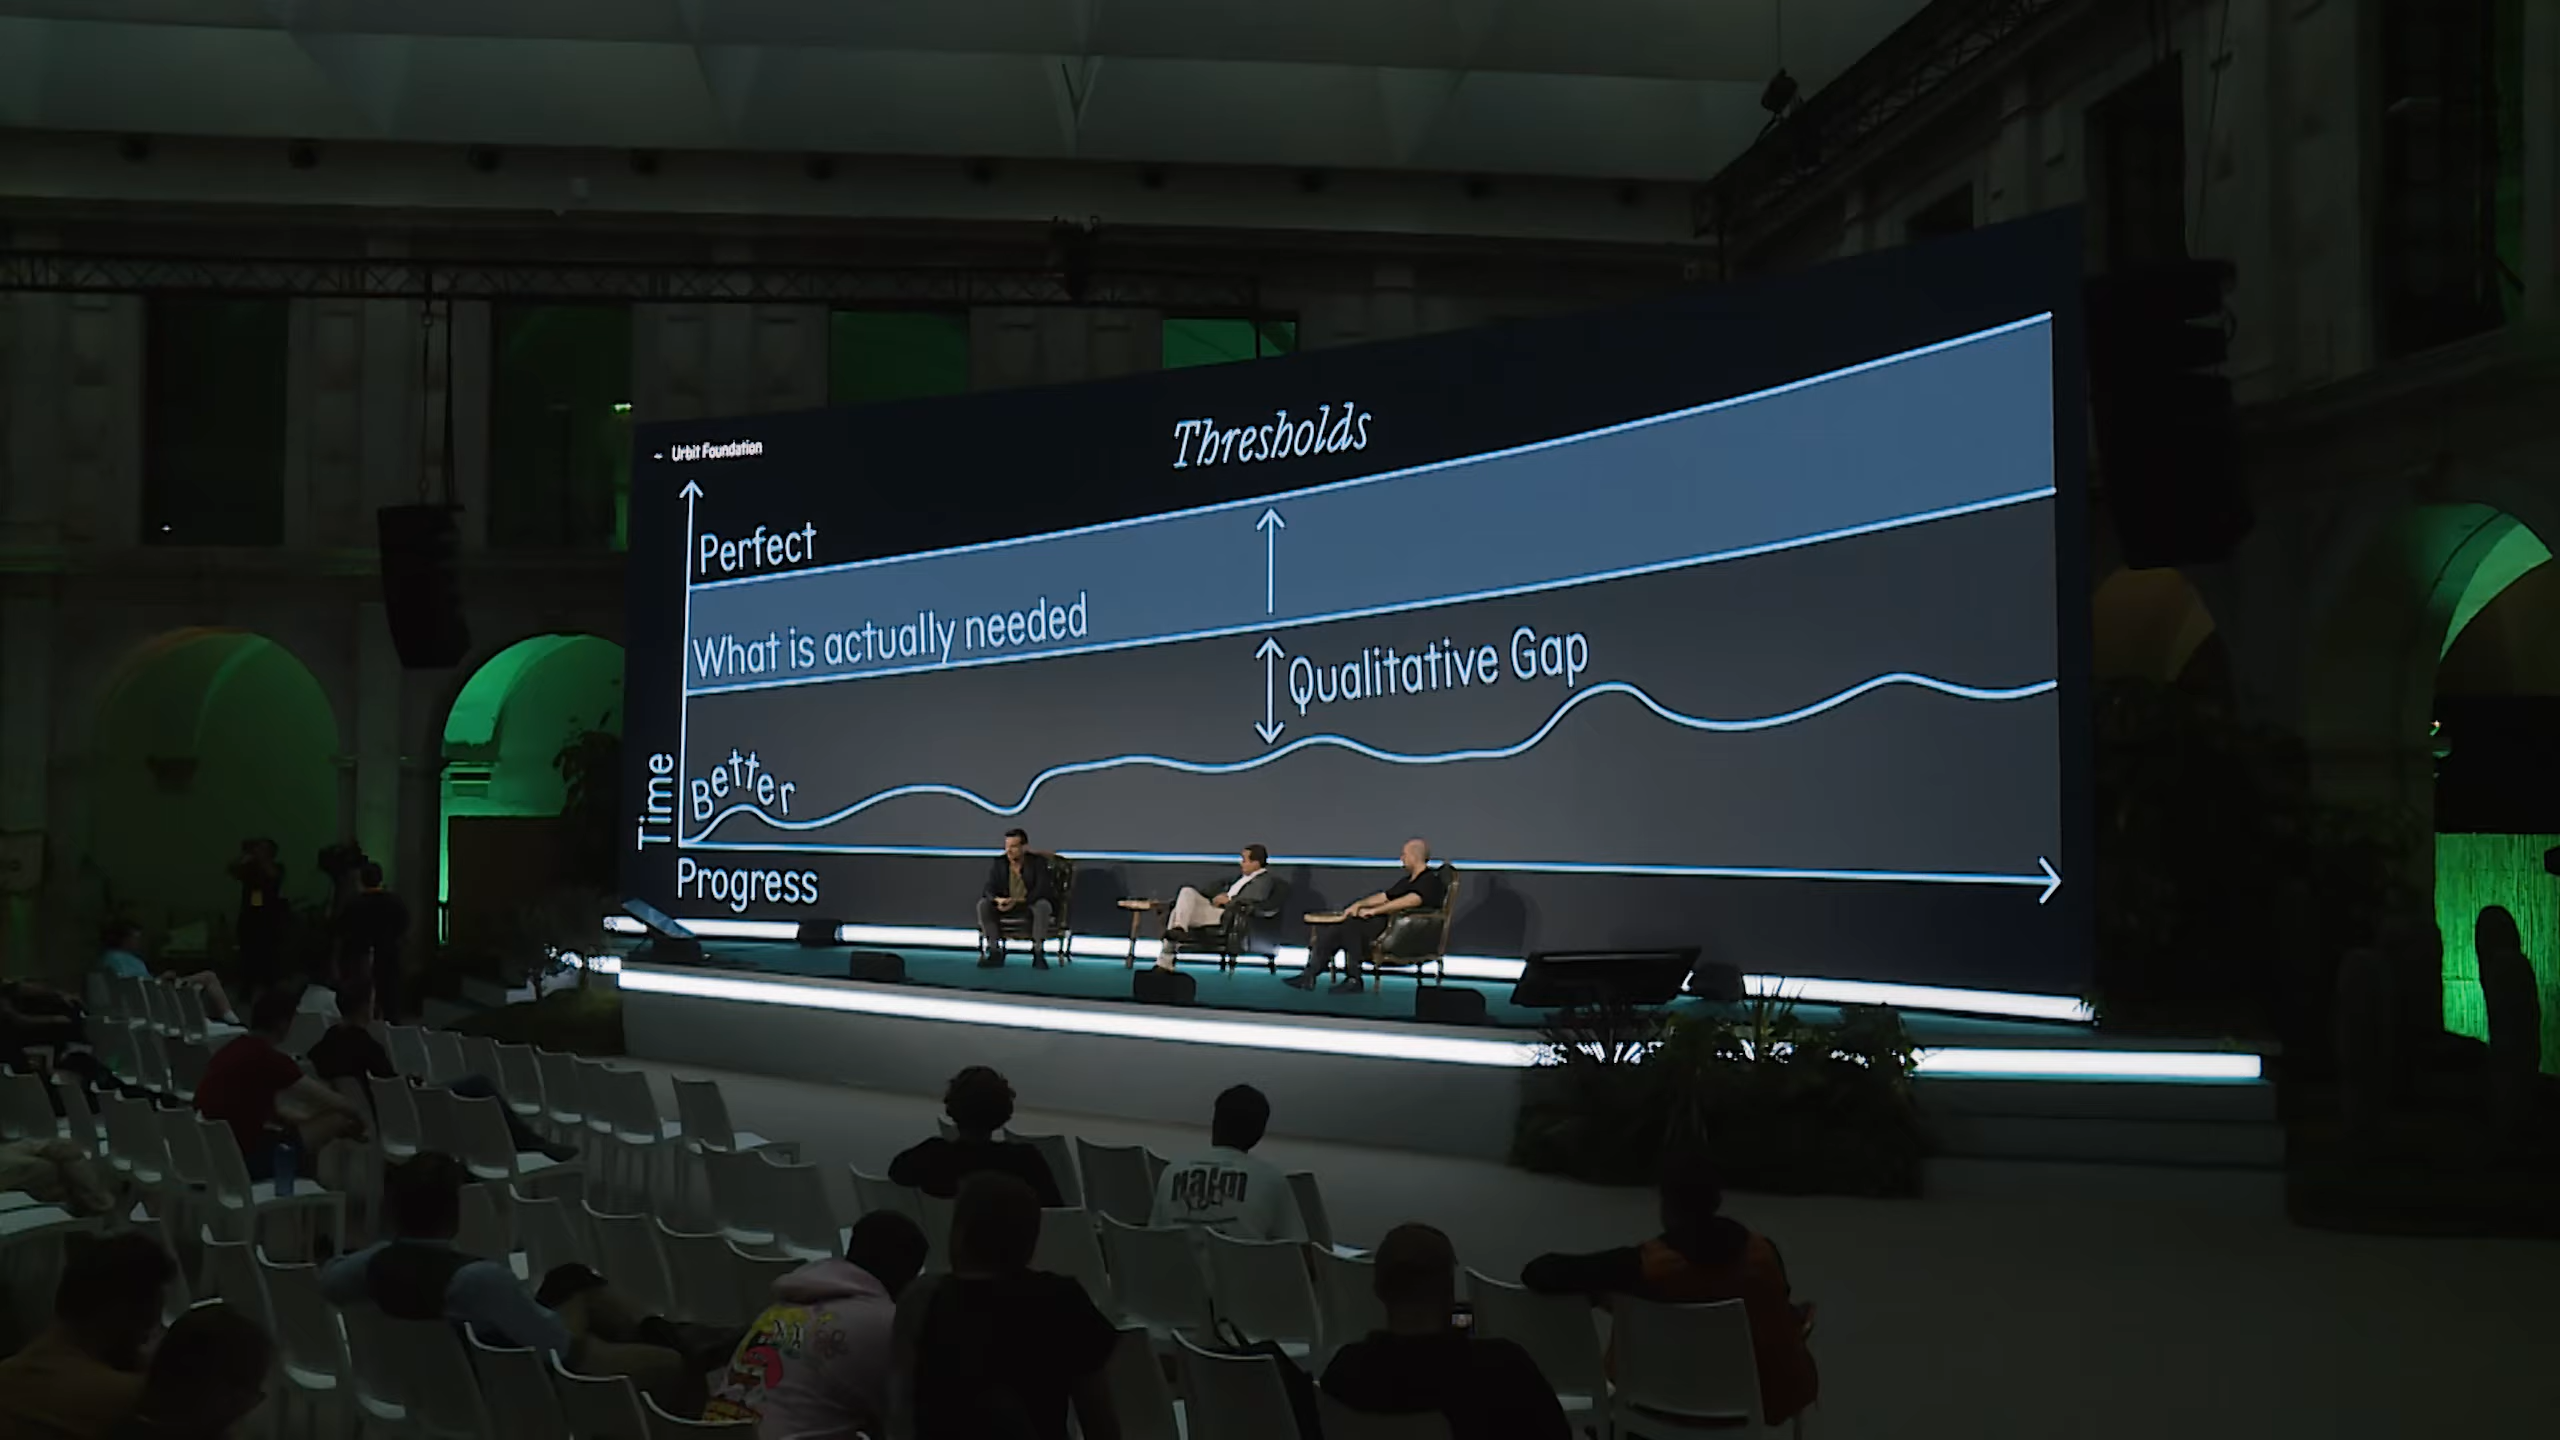 Urbit Foundation
Thresholds
Perfect
What is actually needed
Qualitative Gap
Better
Time
Progress